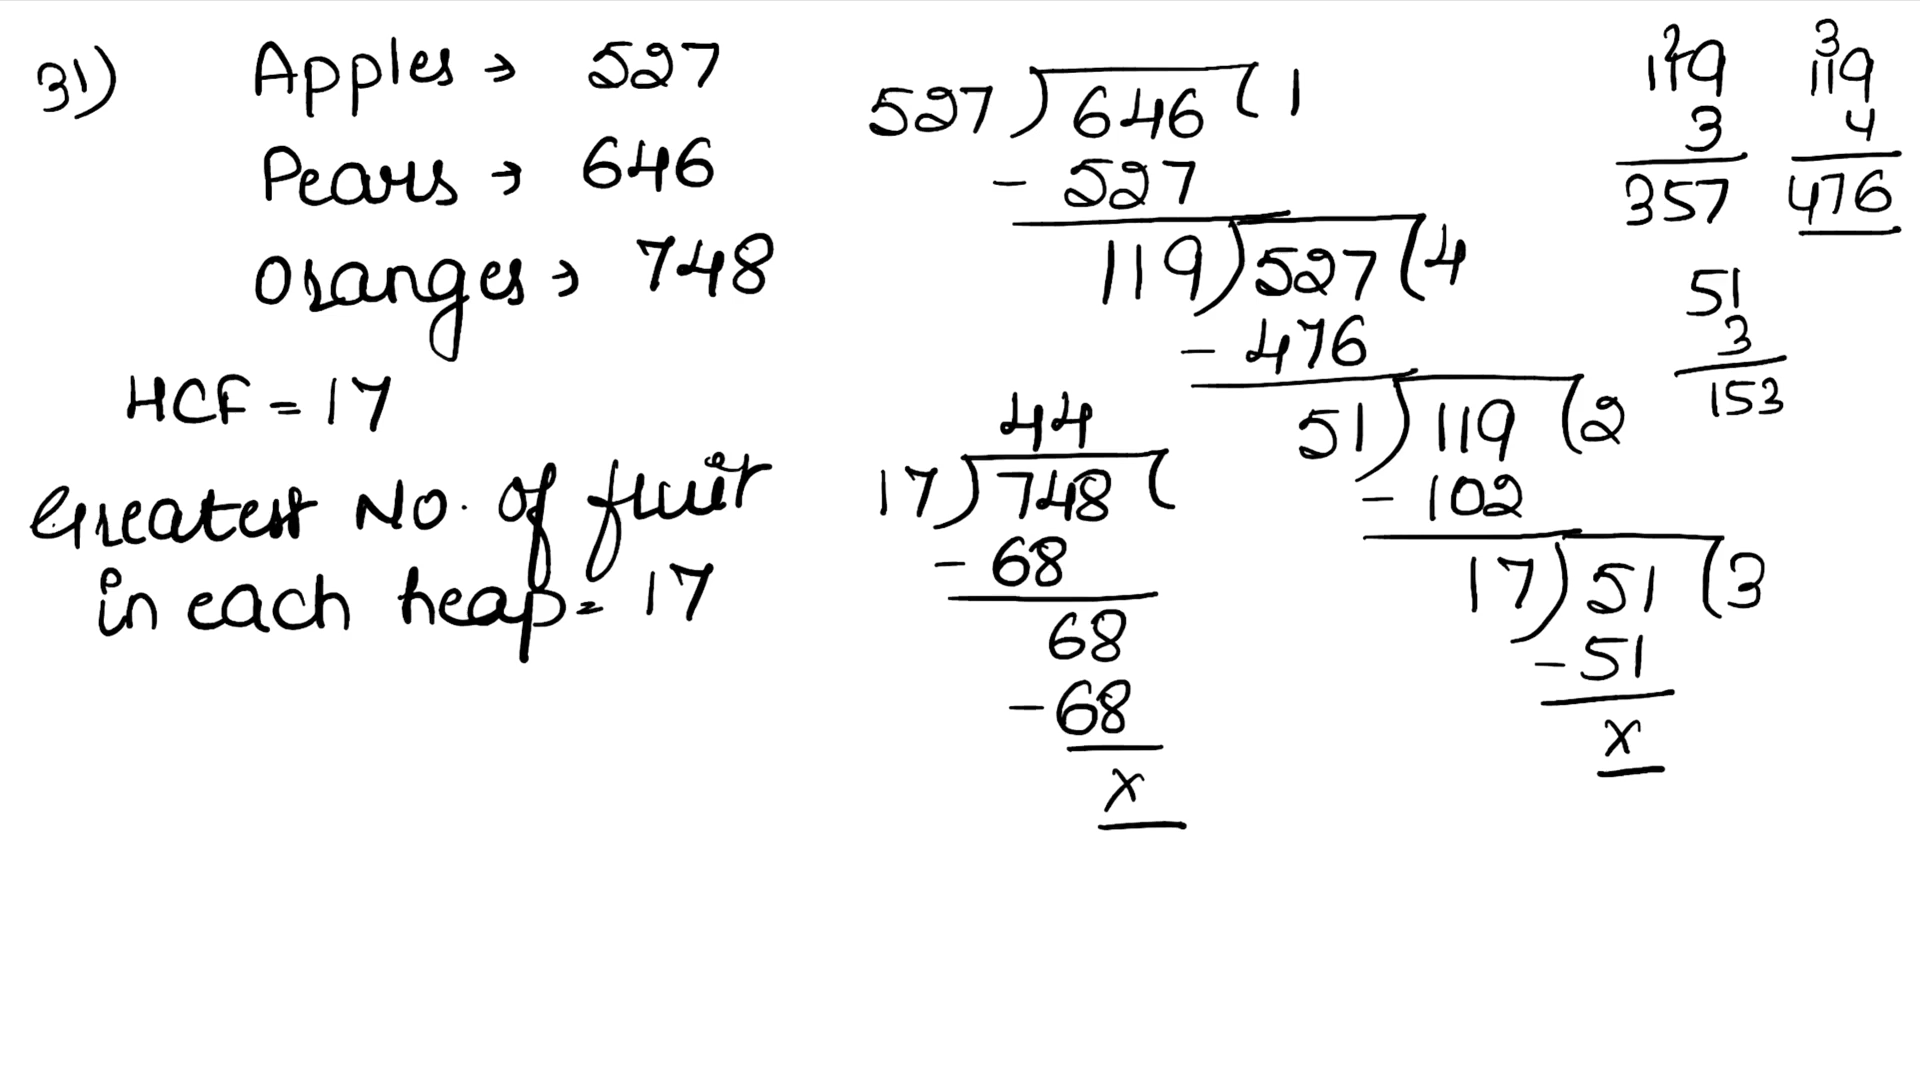 31) Apples → 527
Pears → 646
Oranges → 748
HCF = 17
Greatest No. of fruit
in each heap = 17
527 ) 646 ( 1
- 527
119 ) 527 ( 4
- 476
51 ) 119 ( 2
- 102
17 ) 51 ( 3
- 51
x
44
17 ) 748 (
- 68
68
- 68
x
2
119
3
357
3
119
4
476
51
3
153